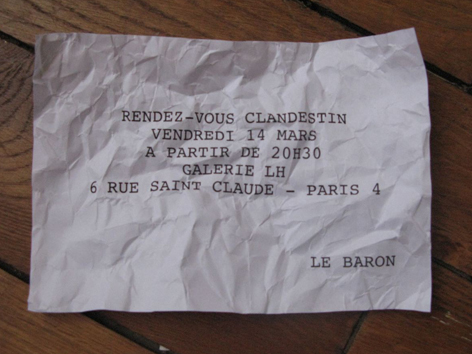 RENDEZ-VOUS CLANDESTIN
VENDREDI 14 MARS
A PARTIR DE 20H30
GALERIE LH
6 RUE SAINT CLAUDE - PARIS 4
LE BARON